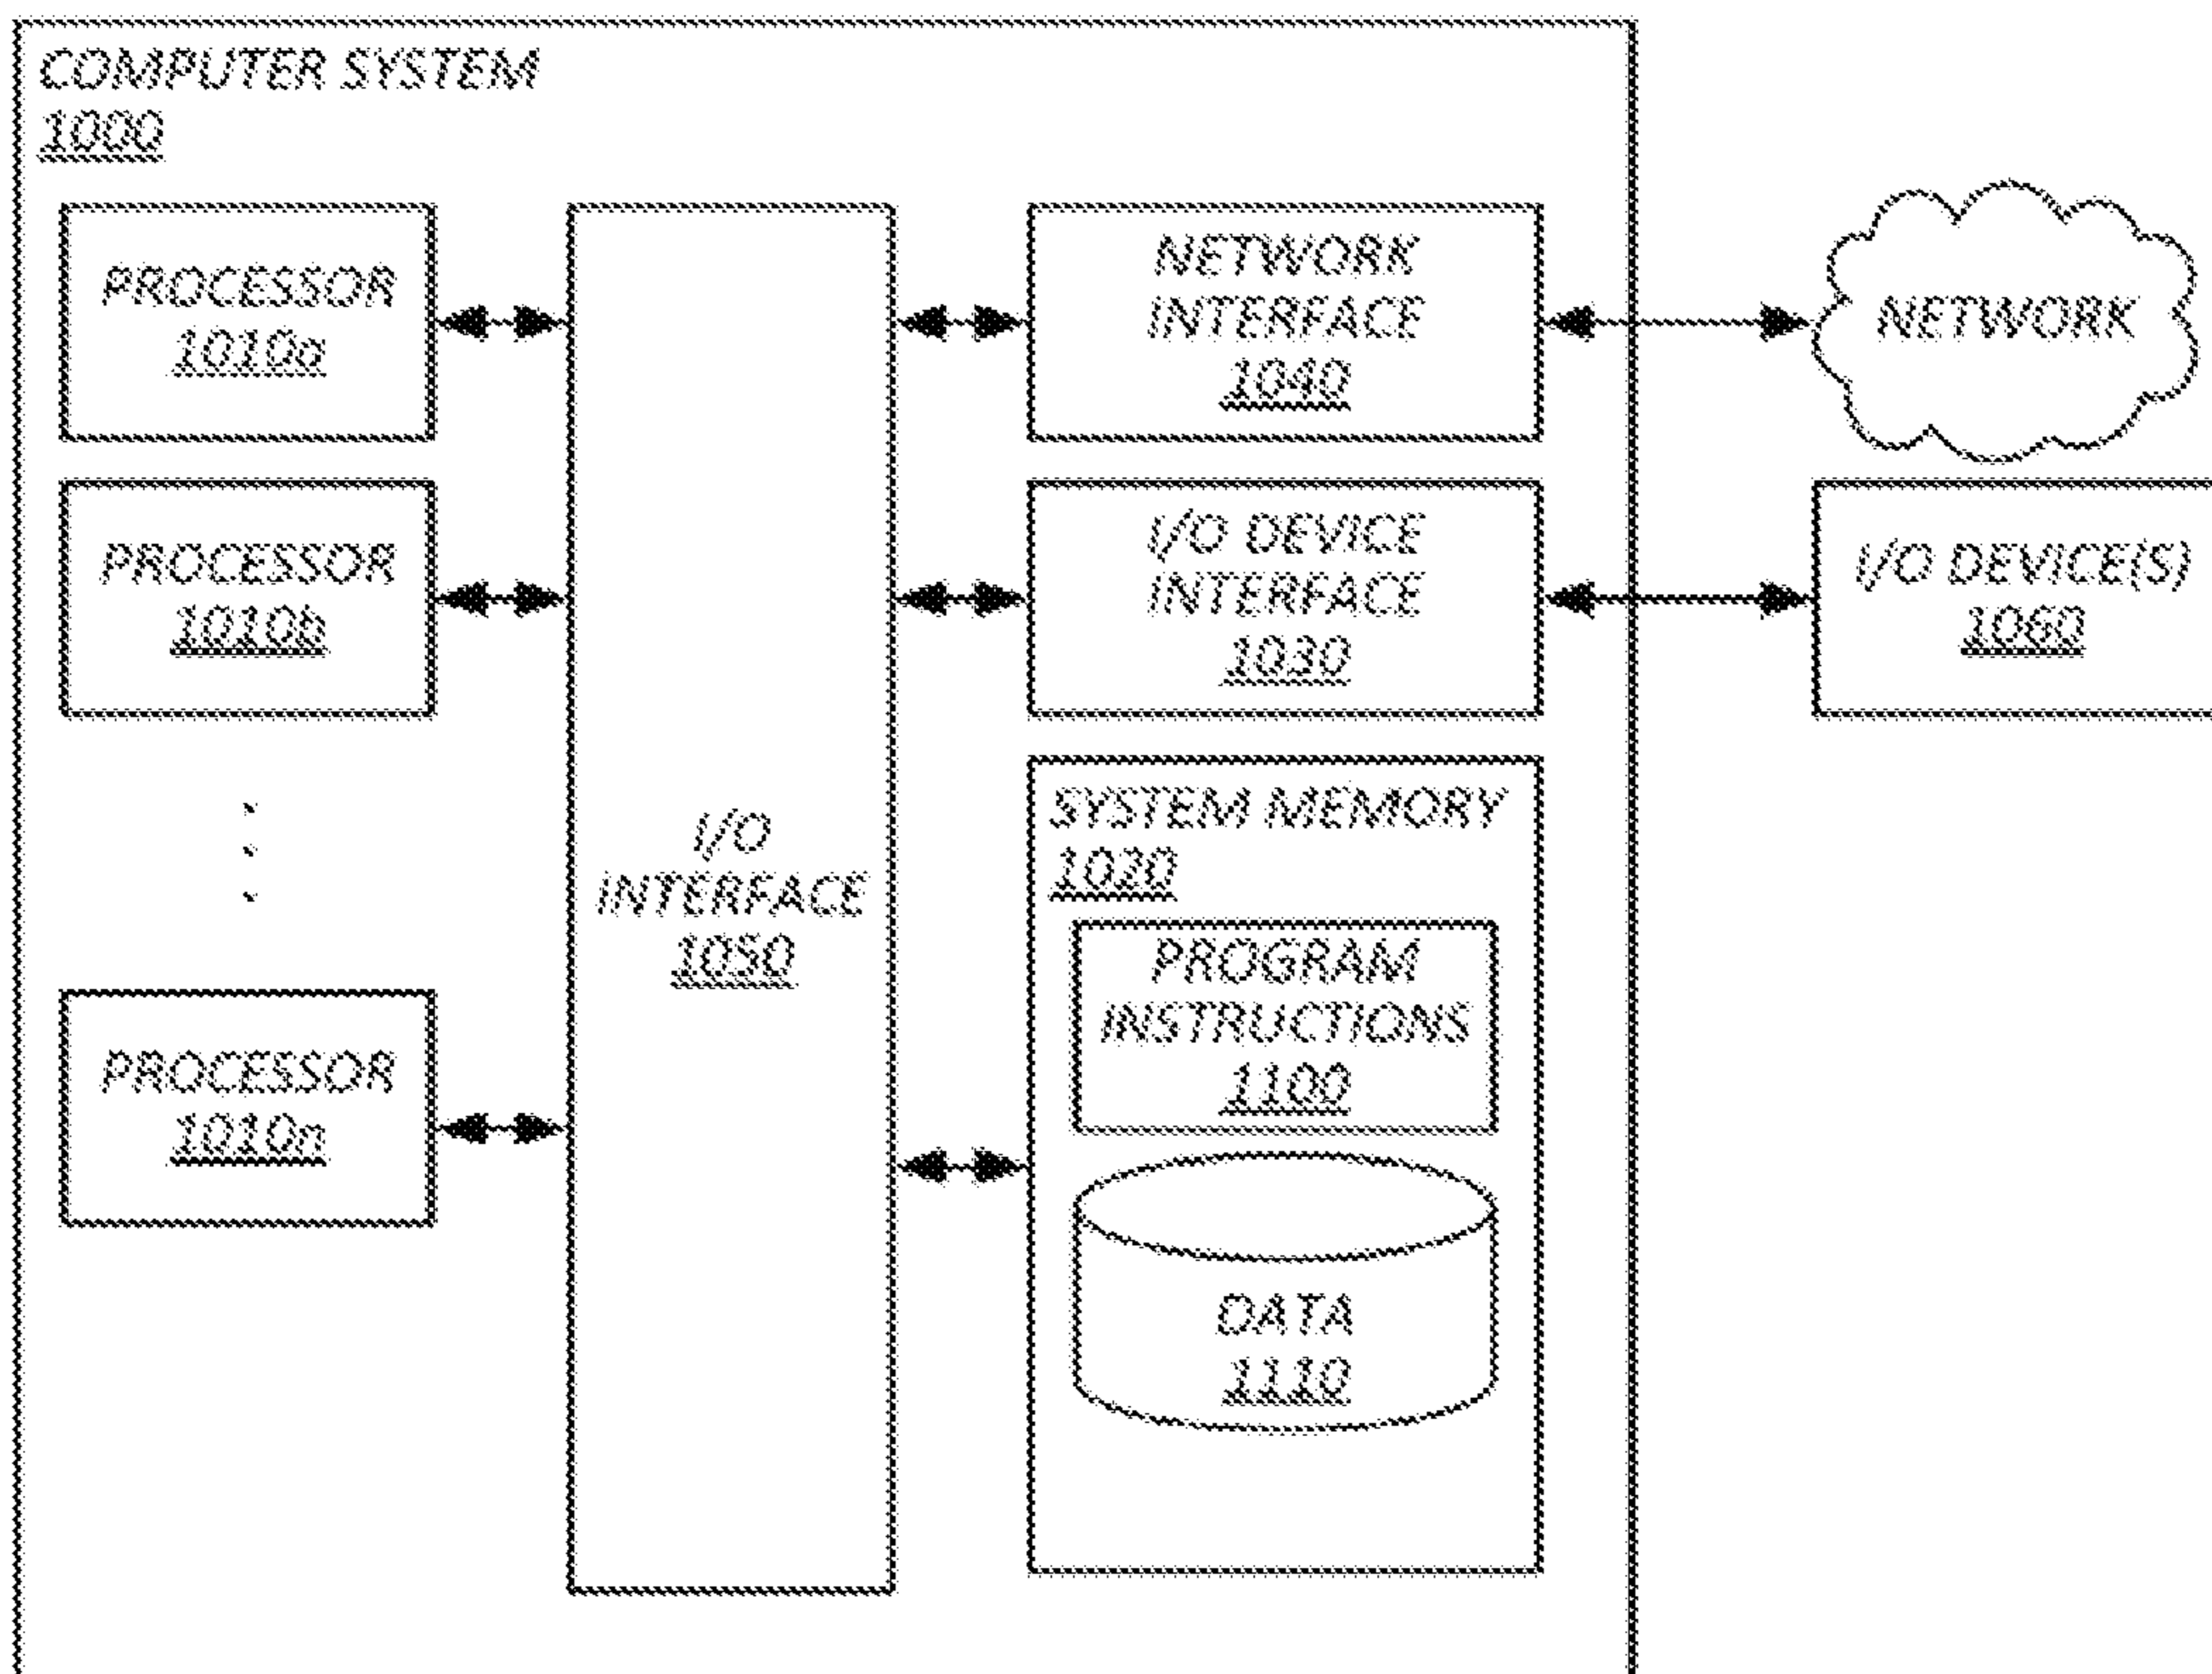 COMPUTER SYSTEM
1000
PROCESSOR
1010a
PROCESSOR
1010b
PROCESSOR
1010n
I/O
INTERFACE
1050
NETWORK
INTERFACE
1040
I/O DEVICE
INTERFACE
1030
SYSTEM MEMORY
1020
PROGRAM
INSTRUCTIONS
1100
DATA
1110
NETWORK
I/O DEVICE(S)
1060